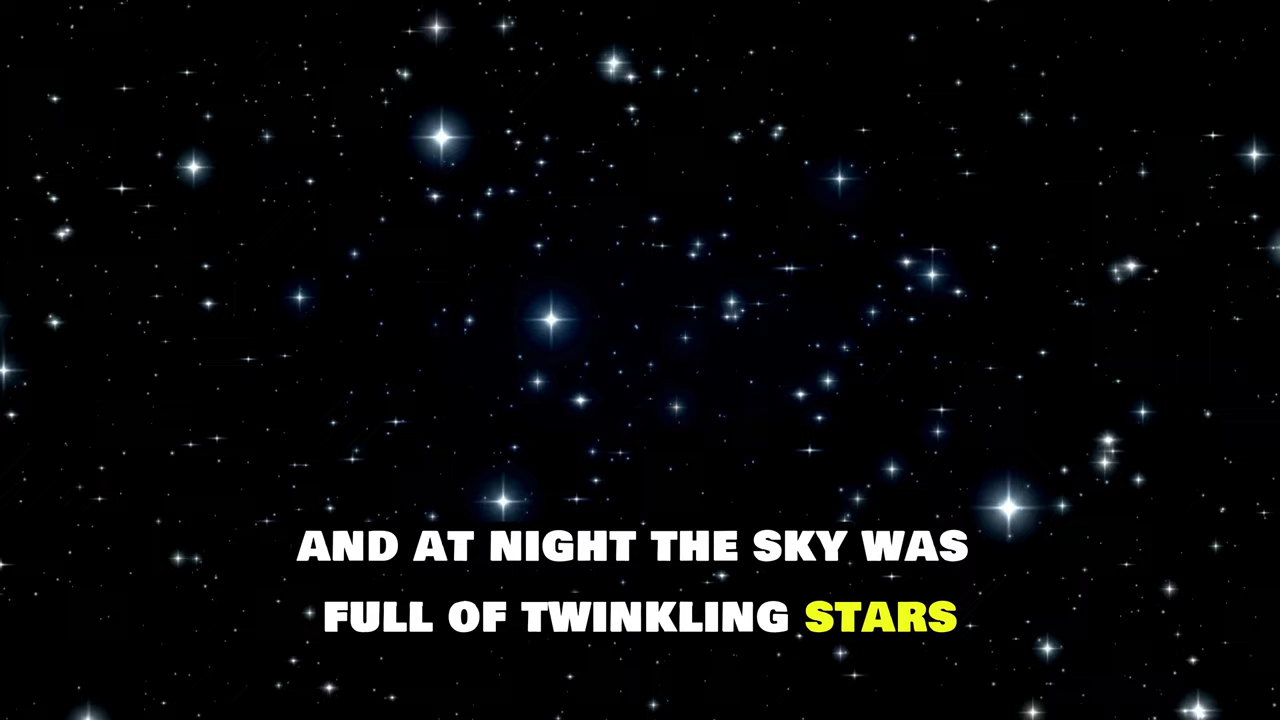 AND AT NIGHT THE SKY WAS
FULL OF TWINKLING STARS